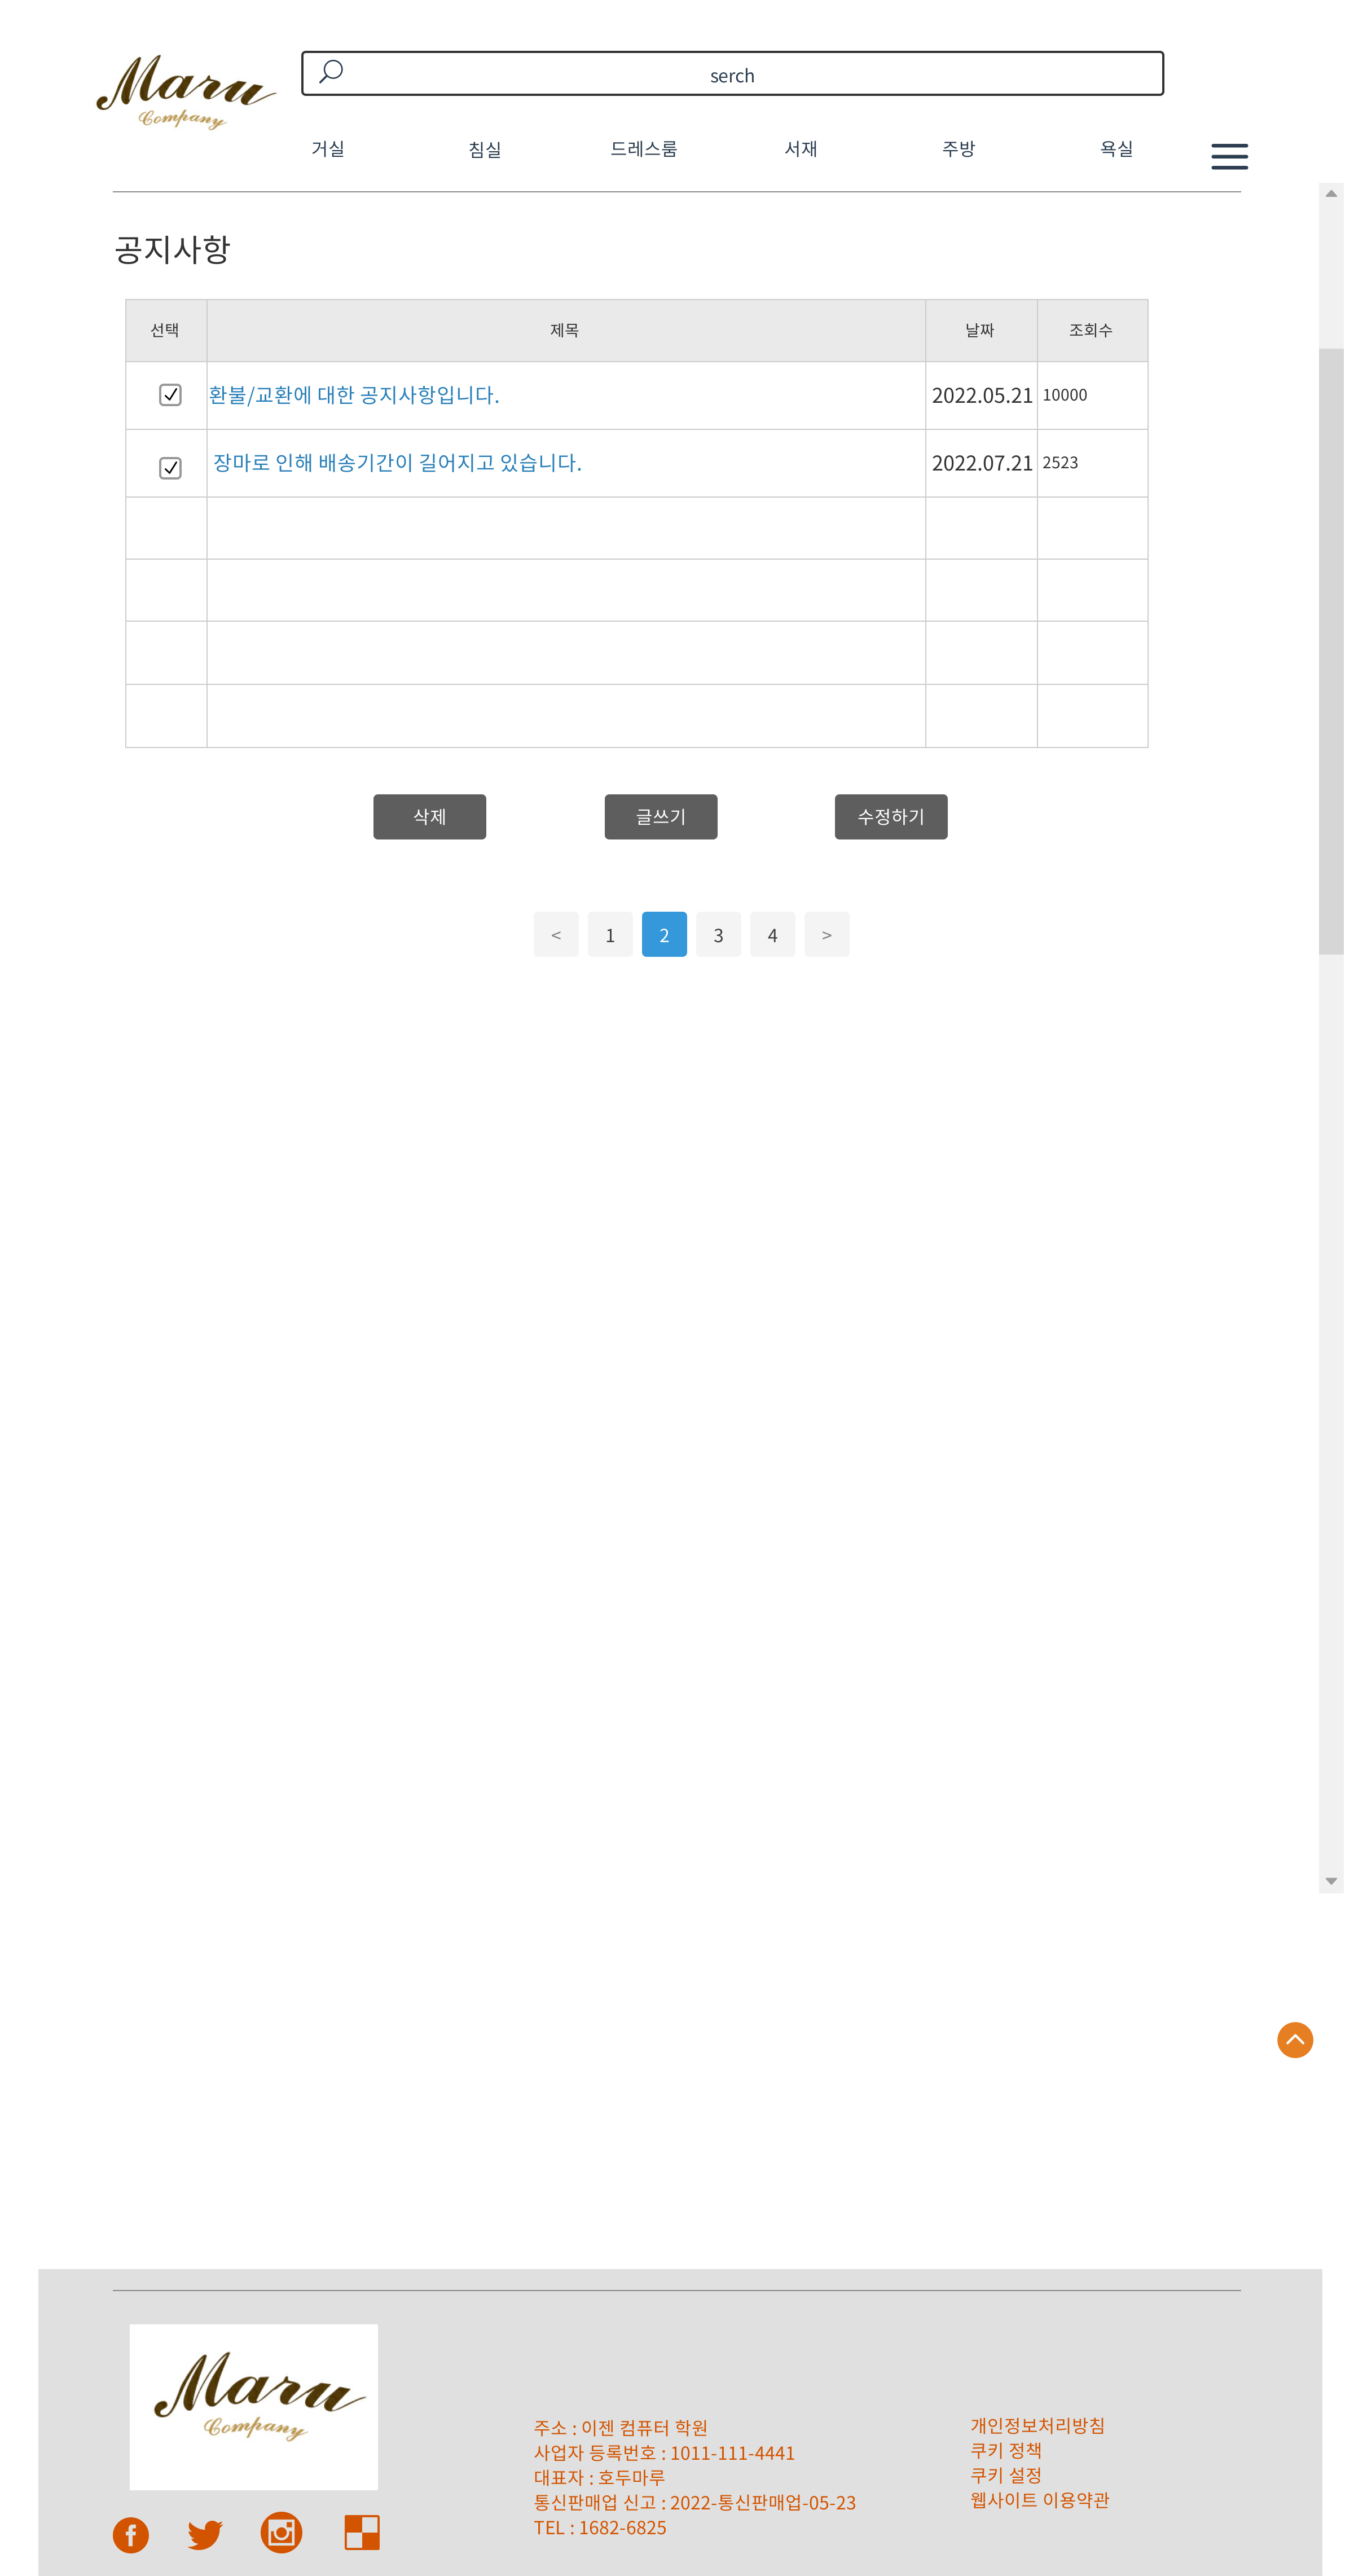 Maru
Company
serch
거실 침실 드레스룸 서재 주방 욕실
공지사항
선택 제목 날짜 조회수
환불/교환에 대한 공지사항입니다. 2022.05.21 10000
장마로 인해 배송기간이 길어지고 있습니다. 2022.07.21 2523
삭제 글쓰기 수정하기
< 1 2 3 4 >
Maru
Company
주소 : 이젠 컴퓨터 학원
사업자 등록번호 : 1011-111-4441
대표자 : 호두마루
통신판매업 신고 : 2022-통신판매업-05-23
TEL : 1682-6825
개인정보처리방침
쿠키 정책
쿠키 설정
웹사이트 이용약관